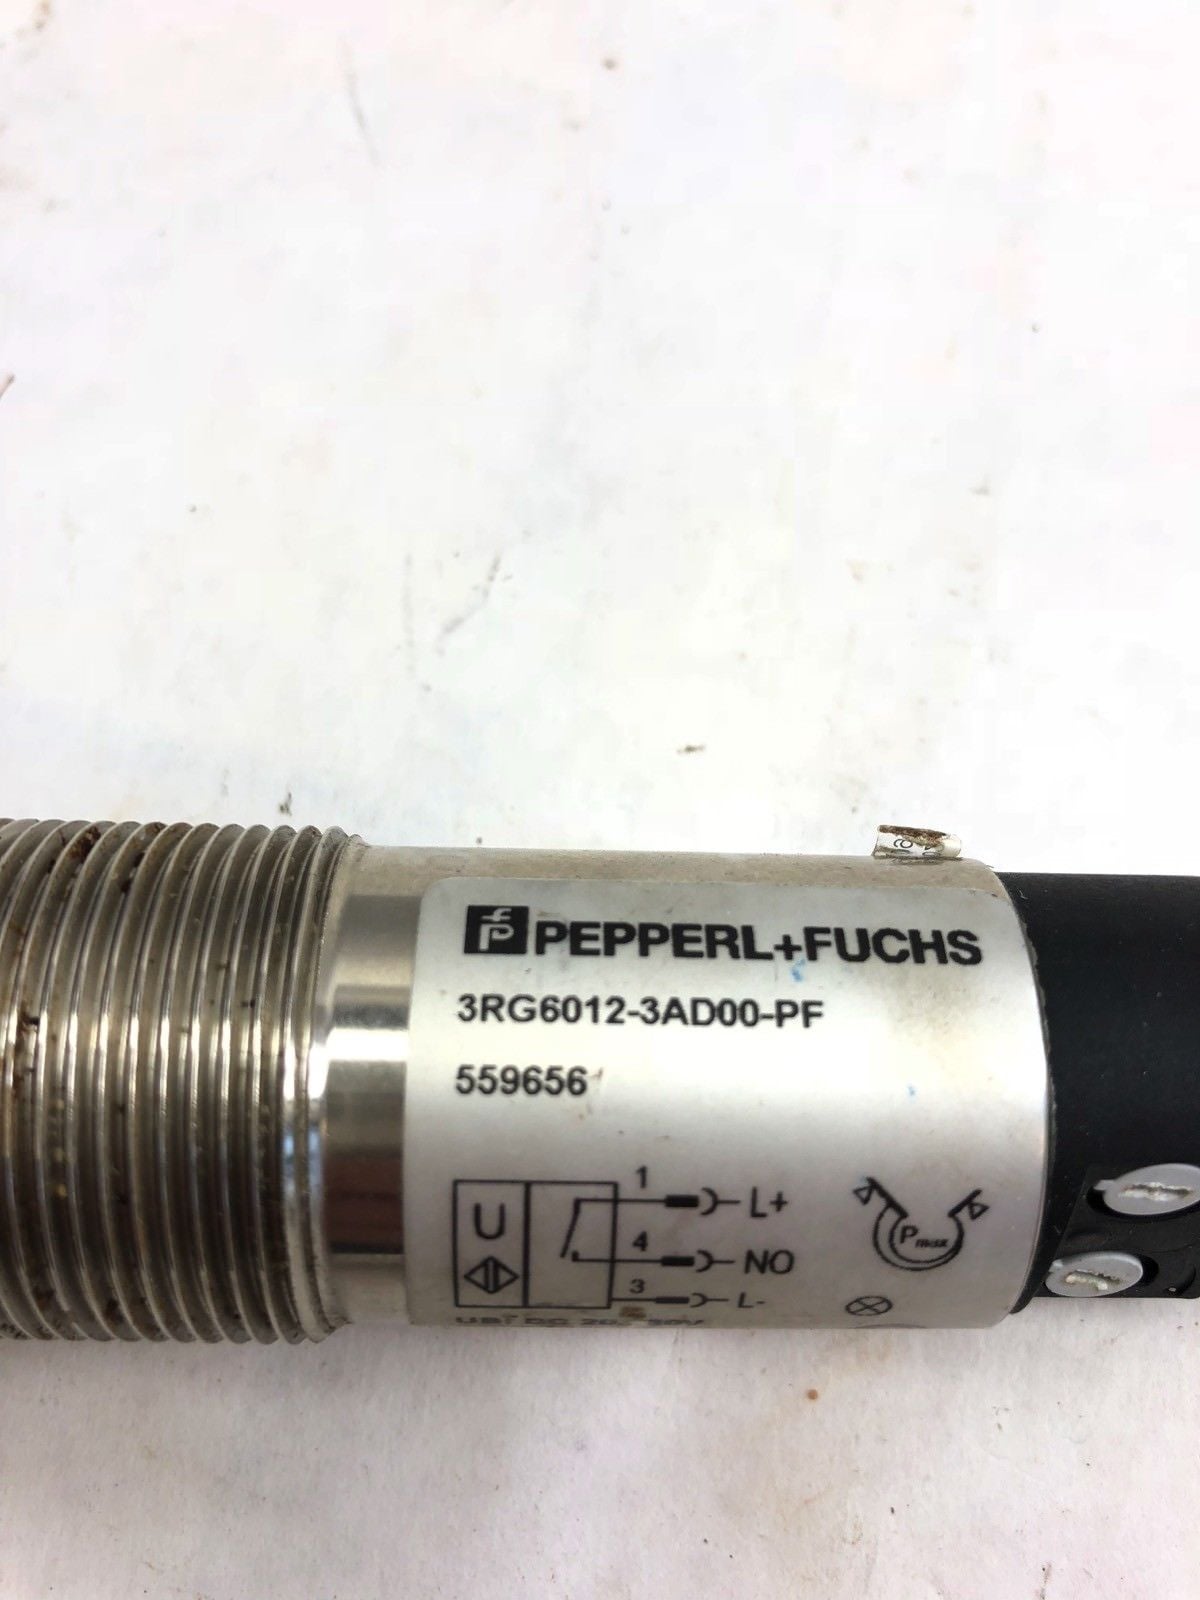 PEPPERL+FUCHS
3RG6012-3AD00-PF
559656
1 L+
U
4 NO
3 L-
Pmax